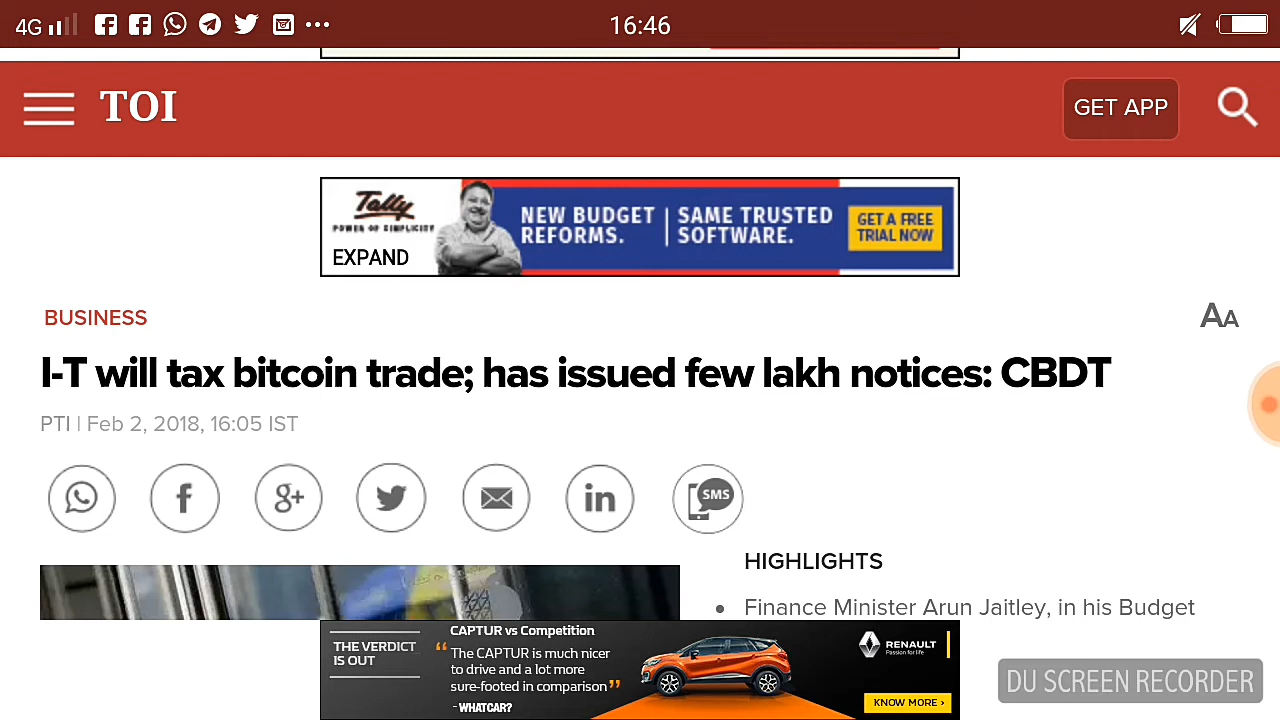 4G 16:46
TOI GET APP
Tally
POWER OF SIMPLICITY
EXPAND
NEW BUDGET
REFORMS.
SAME TRUSTED
SOFTWARE.
GET A FREE
TRIAL NOW
BUSINESS AA
I-T will tax bitcoin trade; has issued few lakh notices: CBDT
PTI | Feb 2, 2018, 16:05 IST
f g+ in SMS
HIGHLIGHTS
• Finance Minister Arun Jaitley, in his Budget
THE VERDICT
IS OUT
CAPTUR vs Competition
“The CAPTUR is much nicer
to drive and a lot more
sure-footed in comparison”
- WHATCAR?
RENAULT
Passion for life
KNOW MORE ›
DU SCREEN RECORDER